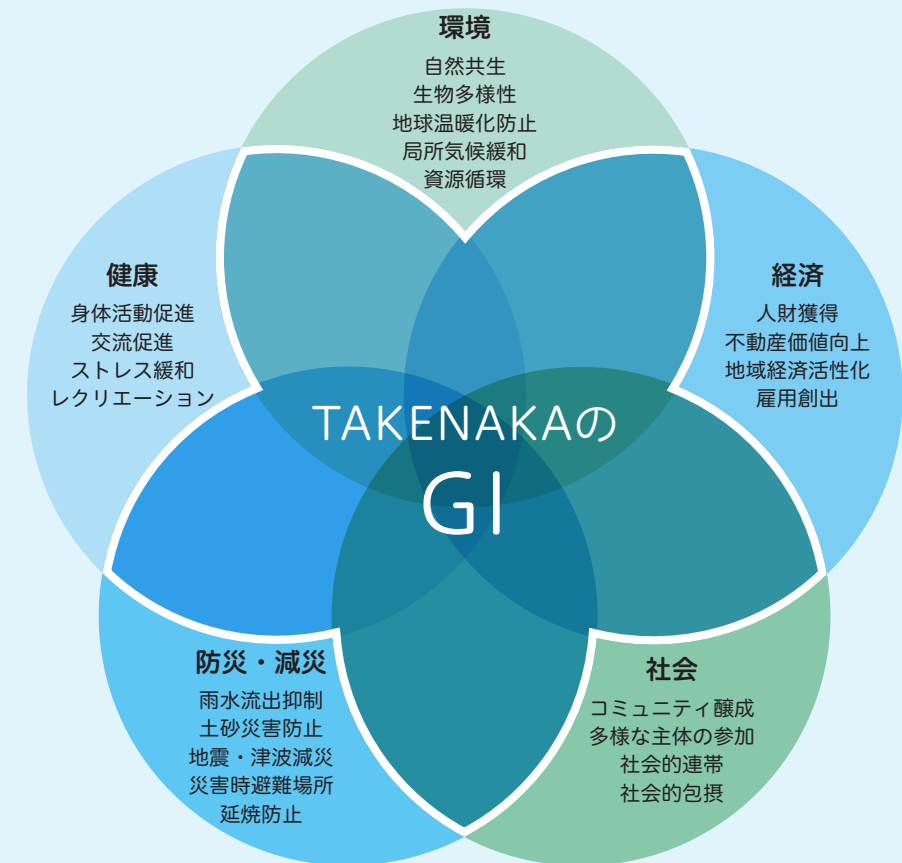 環境
自然共生
生物多様性
地球温暖化防止
局所気候緩和
資源循環
健康
身体活動促進
交流促進
ストレス緩和
レクリエーション
経済
人財獲得
不動産価値向上
地域経済活性化
雇用創出
TAKENAKAの
GI
防災・減災
雨水流出抑制
土砂災害防止
地震・津波減災
災害時避難場所
延焼防止
社会
コミュニティ醸成
多様な主体の参加
社会的連帯
社会的包摂